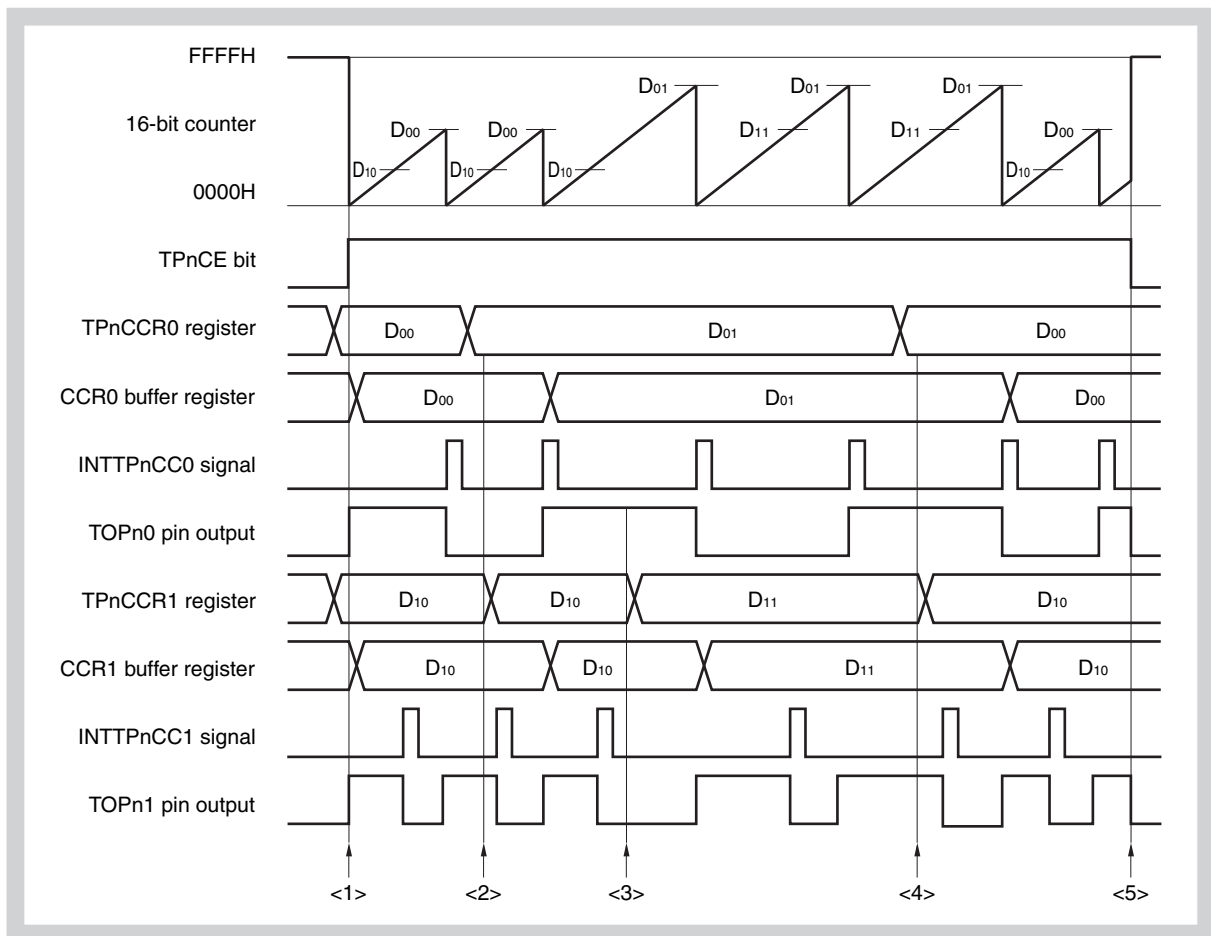 FFFFH
D01 D01 D01
16-bit counter
D00 D00 D11 D11 D00
D10 D10 D10 D10
0000H
TPnCE bit
TPnCCR0 register D00 D01 D00
CCR0 buffer register D00 D01 D00
INTTPnCC0 signal
TOPn0 pin output
TPnCCR1 register D10 D10 D11 D10
CCR1 buffer register D10 D10 D11 D10
INTTPnCC1 signal
TOPn1 pin output
<1> <2> <3> <4> <5>